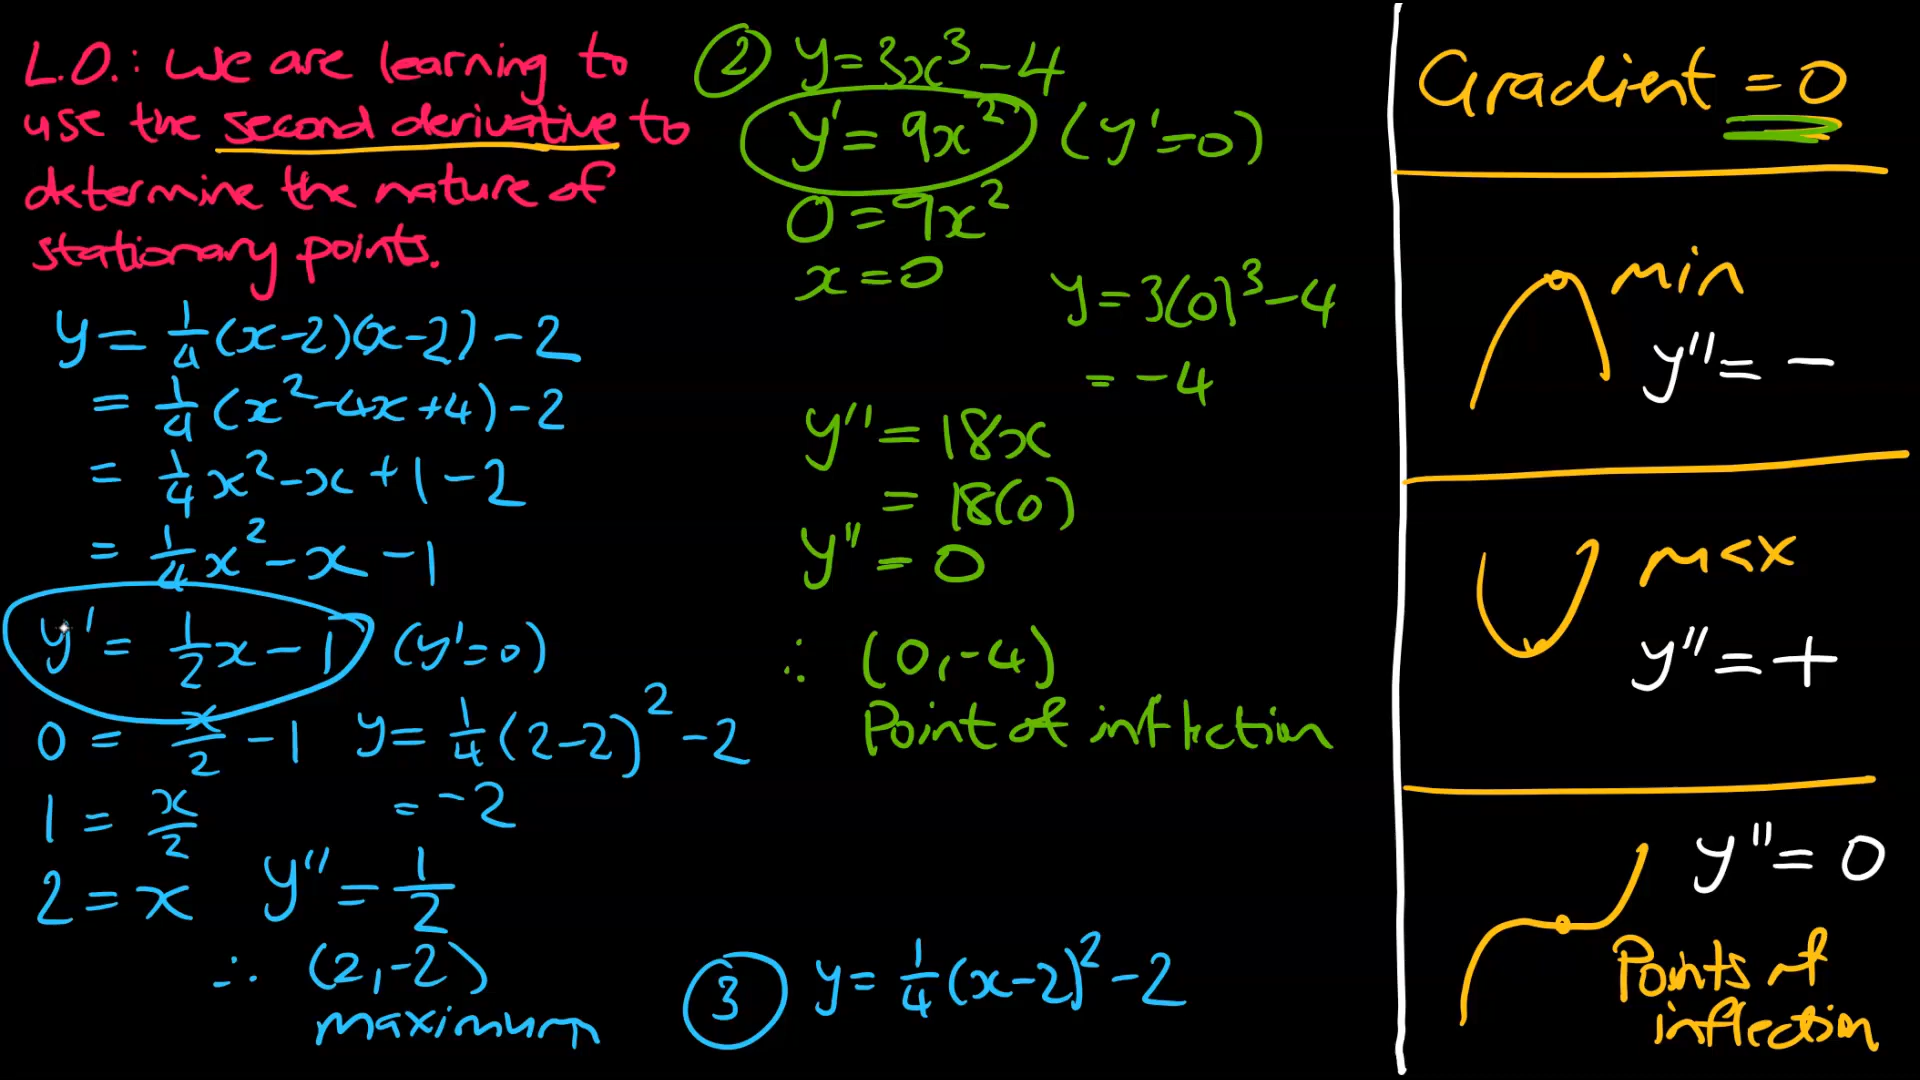 L.O.: We are learning to
use the second derivative to
determine the nature of
stationary points.
y = 1/4(x-2)(x-2) - 2
= 1/4(x²-4x+4) - 2
= 1/4x² - x + 1 - 2
= 1/4x² - x - 1
y' = 1/2x - 1 (y'=0)
0 = x/2 - 1
1 = x/2
2 = x
y = 1/4(2-2)² - 2
= -2
y'' = 1/2
∴ (2,-2)
maximum
② y = 3x³ - 4
y' = 9x² (y'=0)
0 = 9x²
x = 0
y = 3(0)³ - 4
= -4
y'' = 18x
= 18(0)
y'' = 0
∴ (0,-4)
Point of inflection
③ y = 1/4(x-2)² - 2
Gradient = 0
min
y'' = -
max
y'' = +
y'' = 0
Points of
inflection